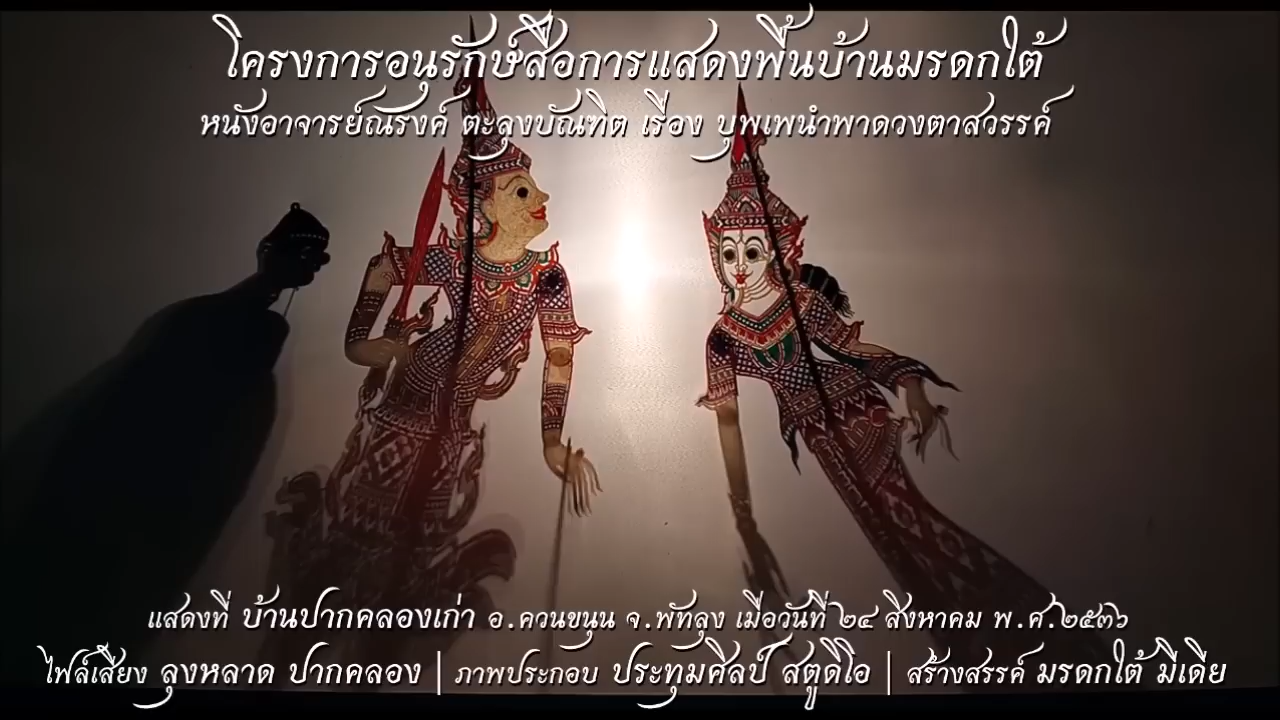 โครงการอนุรักษ์สื่อการแสดงพื้นบ้านมรดกใต้
หนังอาจารย์ณรงค์ ตะลุงบัณฑิต เรื่อง บุพเพนำพาดวงตาสวรรค์
แสดงที่ บ้านปากคลองเก่า อ.ควนขนุน จ.พัทลุง เมื่อวันที่ ๒๔ สิงหาคม พ.ศ.๒๕๓๖
ไฟล์เสียง ลุงหลาด ปากคลอง | ภาพประกอบ ประทุมศิลป์ สตูดิโอ | สร้างสรรค์ มรดกใต้ มีเดีย